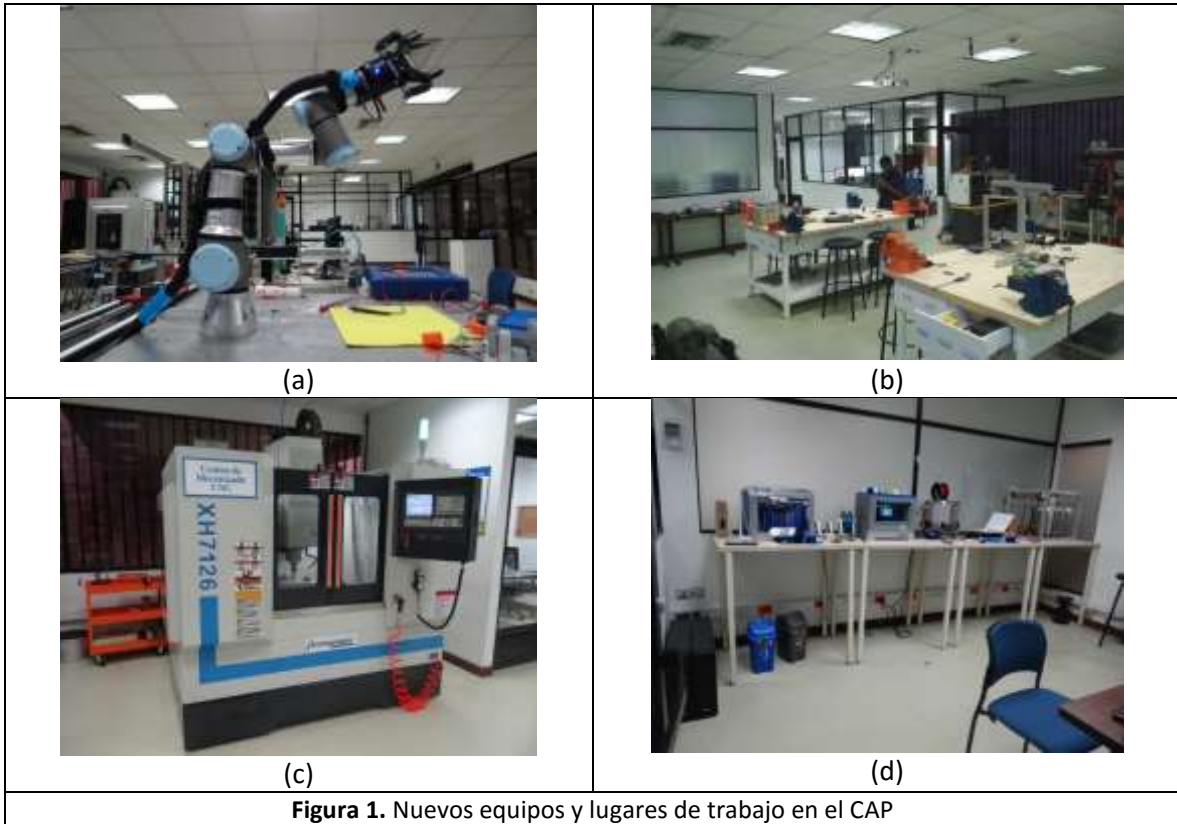 (a)
(b)
Centro de
Mecanizado
CNC
XH7126
(c)
(d)
Figura 1. Nuevos equipos y lugares de trabajo en el CAP